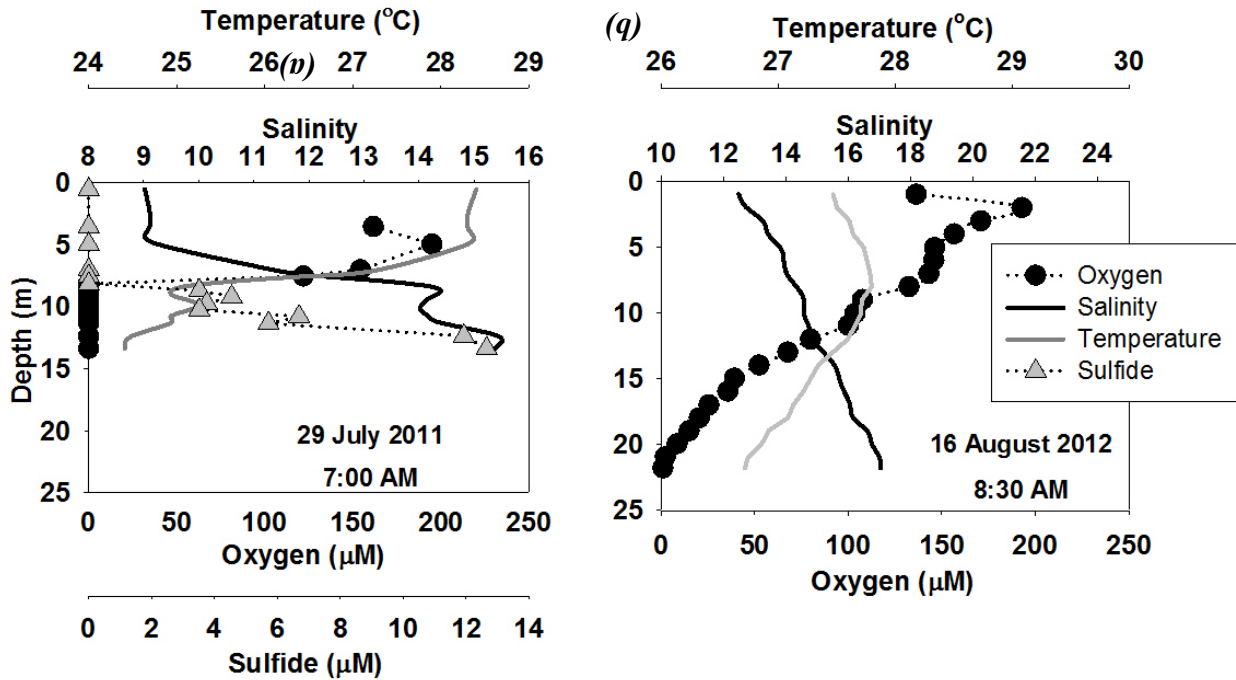 Temperature (°C)
24 25 26 27 28 29
(a)
Salinity
8 9 10 11 12 13 14 15 16
0
5
10
15
20
25
Depth (m)
29 July 2011
7:00 AM
0 50 100 150 200 250
Oxygen (µM)
0 2 4 6 8 10 12 14
Sulfide (µM)
(b)
Temperature (°C)
26 27 28 29 30
Salinity
10 12 14 16 18 20 22 24
0
5
10
15
20
25
Oxygen
Salinity
Temperature
Sulfide
16 August 2012
8:30 AM
0 50 100 150 200 250
Oxygen (µM)